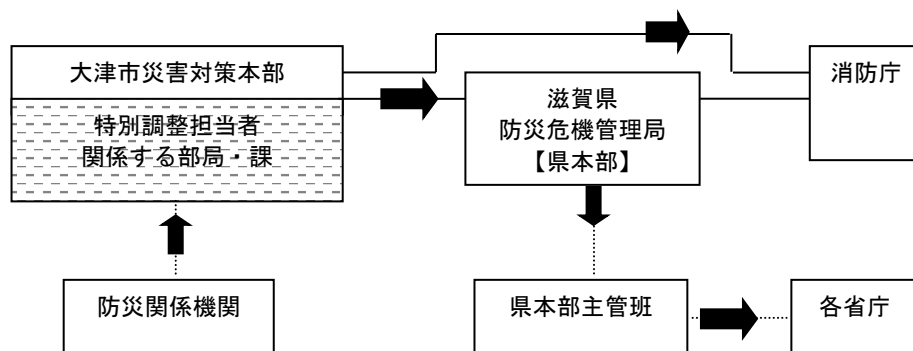 大津市災害対策本部
特別調整担当者
関係する部局・課
滋賀県
防災危機管理局
【県本部】
消防庁
防災関係機関
県本部主管班
各省庁